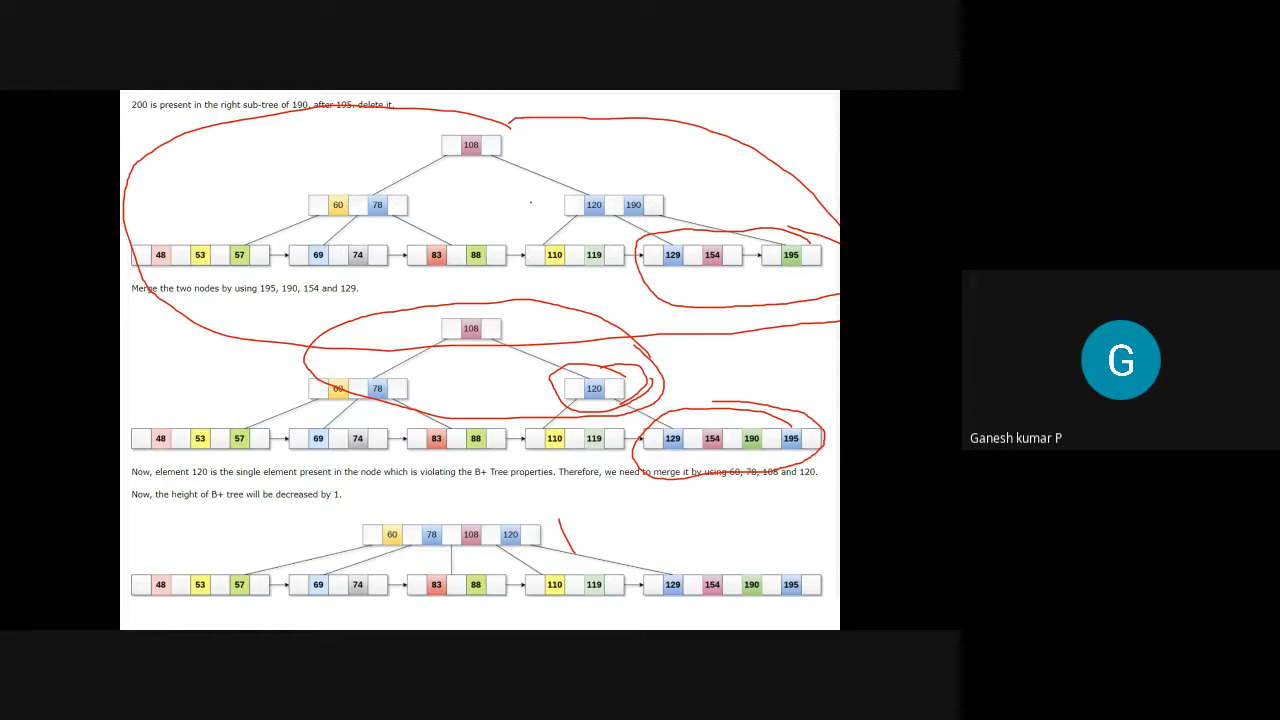 200 is present in the right sub-tree of 190, after 195. delete it.
108
60 78 120 190
48 53 57 69 74 83 88 110 119 129 154 195
Merge the two nodes by using 195, 190, 154 and 129.
108
60 78 120
48 53 57 69 74 83 88 110 119 129 154 190 195
Now, element 120 is the single element present in the node which is violating the B+ Tree properties. Therefore, we need to merge it by using 60, 78, 108 and 120.
Now, the height of B+ tree will be decreased by 1.
60 78 108 120
48 53 57 69 74 83 88 110 119 129 154 190 195
G
Ganesh kumar P